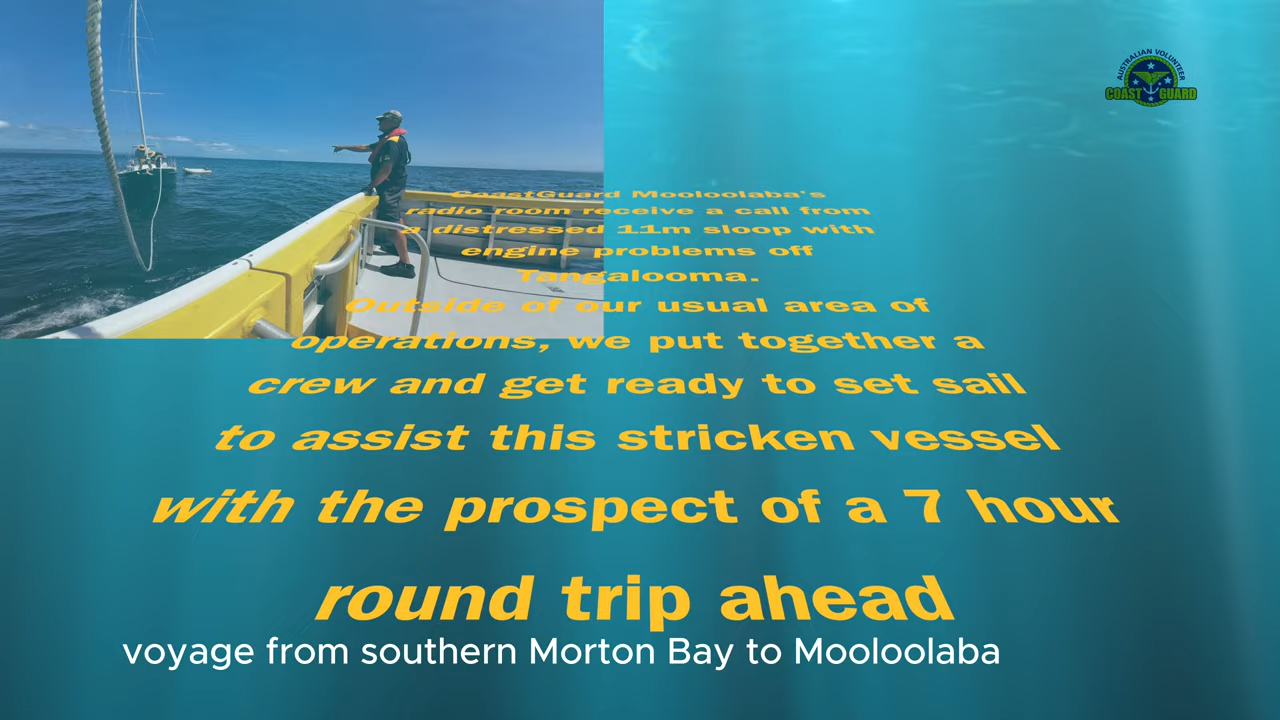 AUSTRALIAN VOLUNTEER
COAST GUARD
CoastGuard Mooloolaba's
radio room receive a call from
a distressed 11m sloop with
engine problems off
Tangalooma.
Outside of our usual area of
operations, we put together a
crew and get ready to set sail
to assist this stricken vessel
with the prospect of a 7 hour
round trip ahead
voyage from southern Morton Bay to Mooloolaba